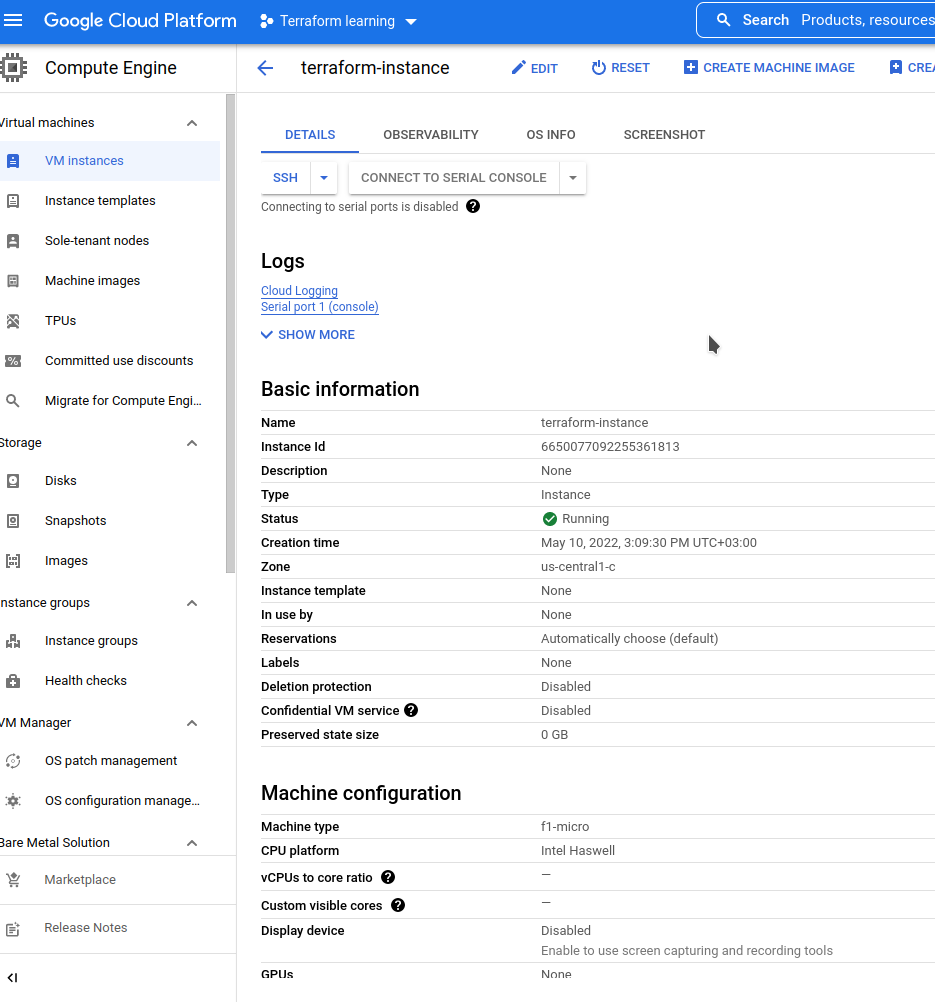 Google Cloud Platform
Terraform learning
Search Products, resources
Compute Engine
terraform-instance
EDIT
RESET
CREATE MACHINE IMAGE
CREA
Virtual machines
VM instances
Instance templates
Sole-tenant nodes
Machine images
TPUs
Committed use discounts
Migrate for Compute Engi...
Storage
Disks
Snapshots
Images
Instance groups
Instance groups
Health checks
VM Manager
OS patch management
OS configuration manage...
Bare Metal Solution
Marketplace
Release Notes
DETAILS
OBSERVABILITY
OS INFO
SCREENSHOT
SSH
CONNECT TO SERIAL CONSOLE
Connecting to serial ports is disabled
Logs
Cloud Logging
Serial port 1 (console)
SHOW MORE
Basic information
Name terraform-instance
Instance Id 6650077092255361813
Description None
Type Instance
Status Running
Creation time May 10, 2022, 3:09:30 PM UTC+03:00
Zone us-central1-c
Instance template None
In use by None
Reservations Automatically choose (default)
Labels None
Deletion protection Disabled
Confidential VM service Disabled
Preserved state size 0 GB
Machine configuration
Machine type f1-micro
CPU platform Intel Haswell
vCPUs to core ratio —
Custom visible cores —
Display device Disabled
Enable to use screen capturing and recording tools
GPUs None